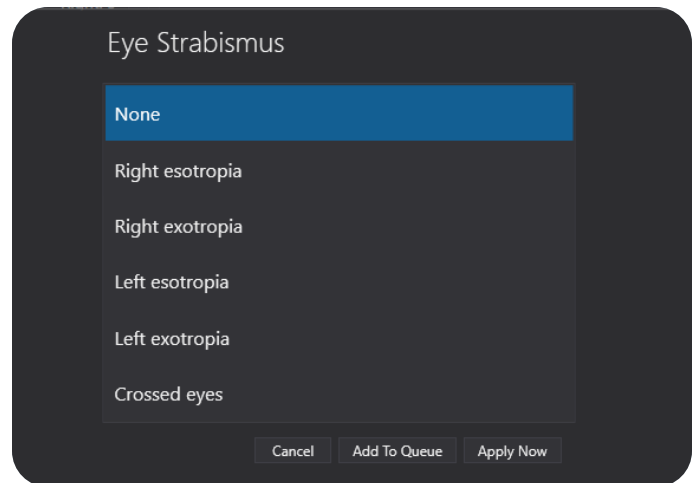 Eye Strabismus
None
Right esotropia
Right exotropia
Left esotropia
Left exotropia
Crossed eyes
Cancel Add To Queue Apply Now